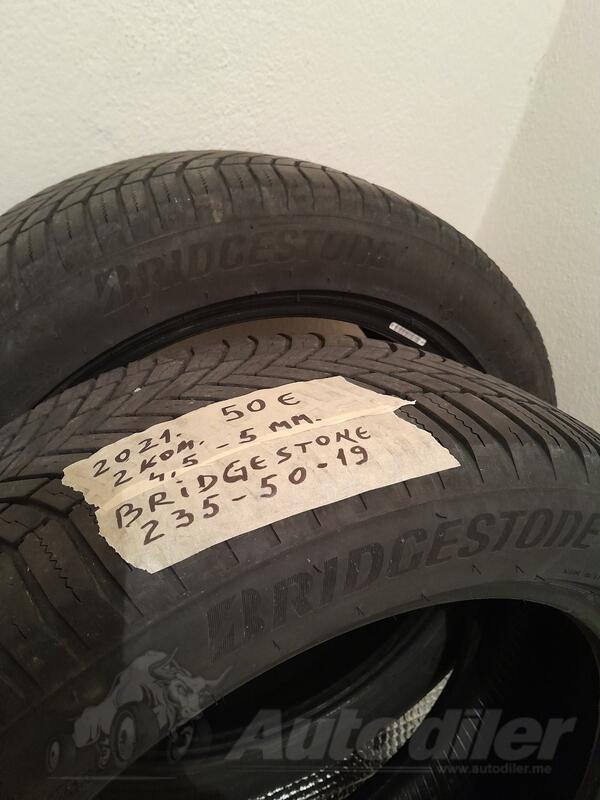 BRIDGESTONE
2021. 50€
2 KOM.
4,5 - 5 MM.
BRIDGESTONE
235-50-19
BRIDGESTONE
Autodiler
www.autodiler.me